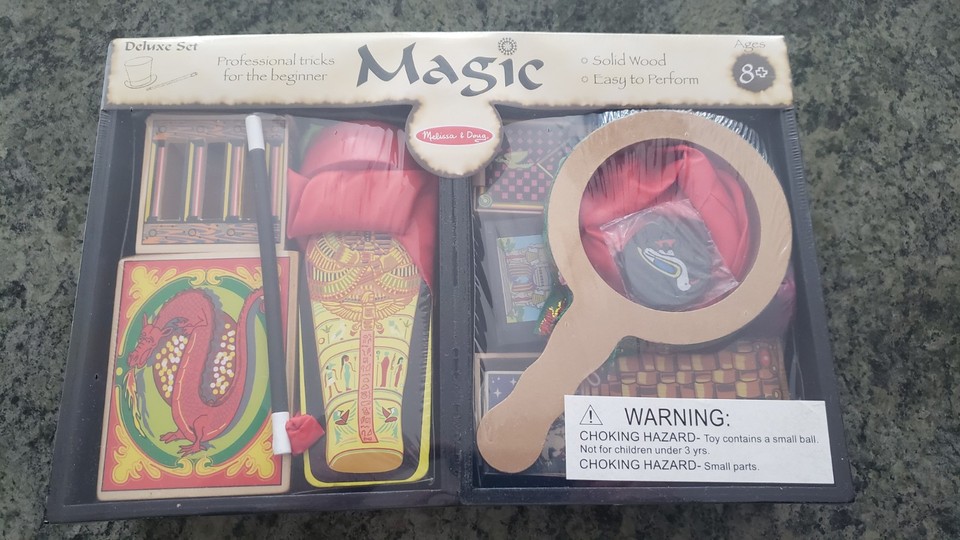 Deluxe Set
Professional tricks
for the beginner
Magic
Solid Wood
Easy to Perform
Ages
8+
Melissa & Doug
WARNING:
CHOKING HAZARD- Toy contains a small ball.
Not for children under 3 yrs.
CHOKING HAZARD- Small parts.